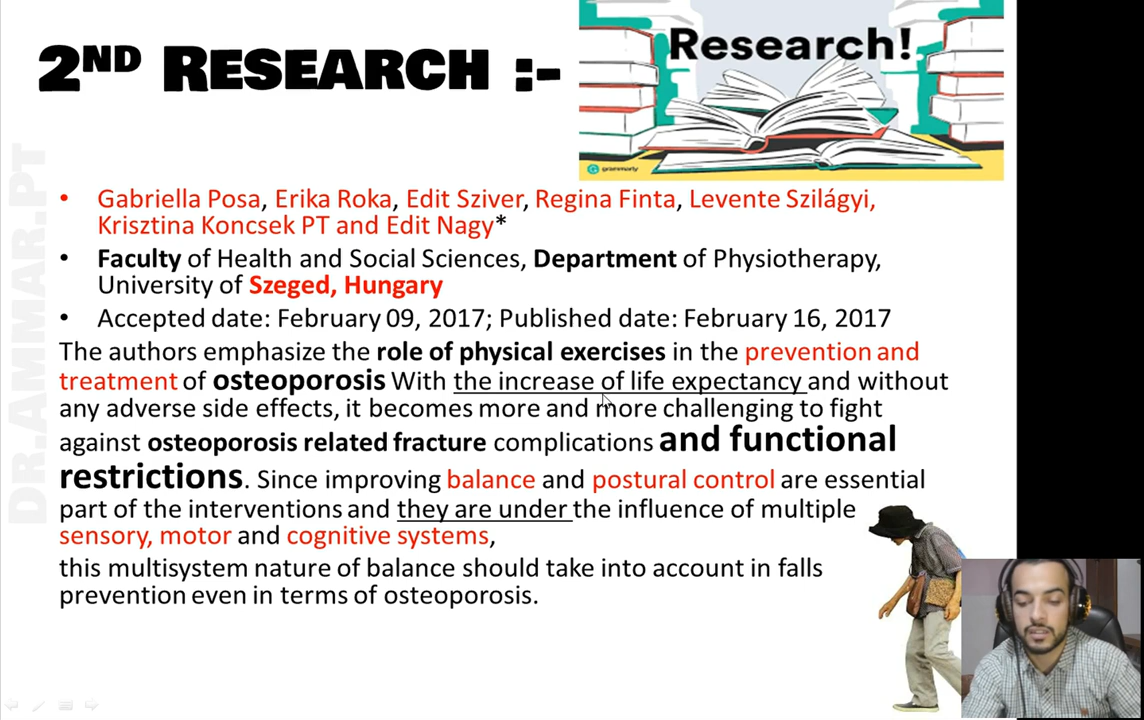 2ND RESEARCH :-
Research!
grammarly
DR.AMMAR.PT
• Gabriella Posa, Erika Roka, Edit Sziver, Regina Finta, Levente Szilágyi,
Krisztina Koncsek PT and Edit Nagy*
• Faculty of Health and Social Sciences, Department of Physiotherapy,
University of Szeged, Hungary
• Accepted date: February 09, 2017; Published date: February 16, 2017
The authors emphasize the role of physical exercises in the prevention and
treatment of osteoporosis With the increase of life expectancy and without
any adverse side effects, it becomes more and more challenging to fight
against osteoporosis related fracture complications and functional
restrictions. Since improving balance and postural control are essential
part of the interventions and they are under the influence of multiple
sensory, motor and cognitive systems,
this multisystem nature of balance should take into account in falls
prevention even in terms of osteoporosis.